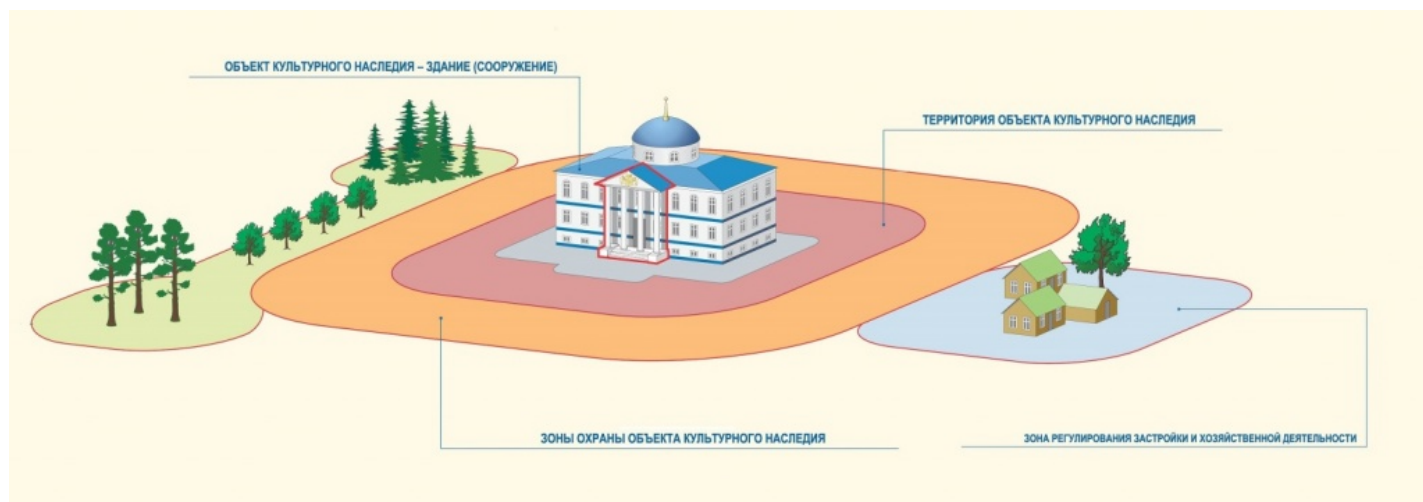 ОБЪЕКТ КУЛЬТУРНОГО НАСЛЕДИЯ – ЗДАНИЕ (СООРУЖЕНИЕ)
ТЕРРИТОРИЯ ОБЪЕКТА КУЛЬТУРНОГО НАСЛЕДИЯ
ЗОНЫ ОХРАНЫ ОБЪЕКТА КУЛЬТУРНОГО НАСЛЕДИЯ
ЗОНА РЕГУЛИРОВАНИЯ ЗАСТРОЙКИ И ХОЗЯЙСТВЕННОЙ ДЕЯТЕЛЬНОСТИ